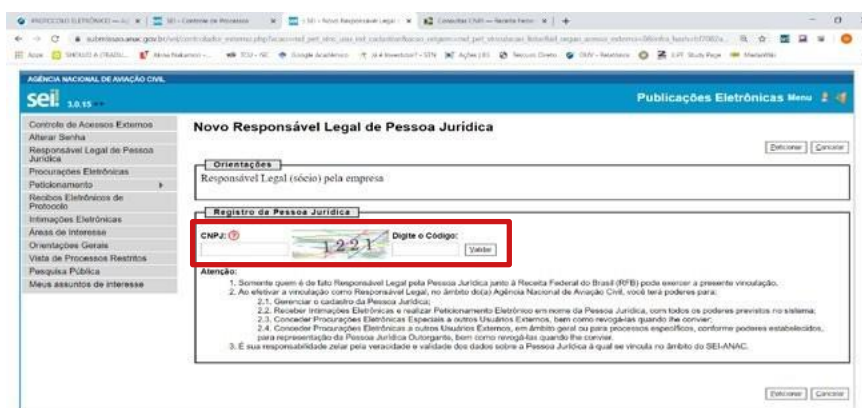 AGÊNCIA NACIONAL DE AVIAÇÃO CIVIL
sei! 3.0.15
Publicações Eletrônicas Menu
Controle de Acessos Externos
Alterar Senha
Responsável Legal de Pessoa
Jurídica
Procurações Eletrônicas
Peticionamento
Recibos Eletrônicos de
Protocolo
Intimações Eletrônicas
Áreas de Interesse
Orientações Gerais
Vista de Processos Restritos
Pesquisa Pública
Meus assuntos de interesse
Novo Responsável Legal de Pessoa Jurídica
Peticionar Cancelar
Orientações
Responsável Legal (sócio) pela empresa
Registro da Pessoa Jurídica
CNPJ: ? 1221 Digite o Código:
Validar
Atenção:
1. Somente quem é de fato Responsável Legal pela Pessoa Jurídica junto à Receita Federal do Brasil (RFB) pode exercer a presente vinculação.
2. Ao efetivar a vinculação como Responsável Legal, no âmbito do(a) Agência Nacional de Aviação Civil, você terá poderes para:
2.1. Gerenciar o cadastro da Pessoa Jurídica;
2.2. Receber Intimações Eletrônicas e realizar Peticionamento Eletrônico em nome da Pessoa Jurídica, com todos os poderes previstos no sistema;
2.3. Conceder Procurações Eletrônicas Especiais a outros Usuários Externos, bem como revogá-las quando lhe convier;
2.4. Conceder Procurações Eletrônicas a outros Usuários Externos, em âmbito geral ou para processos específicos, conforme poderes estabelecidos,
para representação da Pessoa Jurídica Outorgante, bem como revogá-las quando lhe convier.
3. É sua responsabilidade zelar pela veracidade e validade dos dados sobre a Pessoa Jurídica à qual se vincula no âmbito do SEI-ANAC.
Peticionar Cancelar